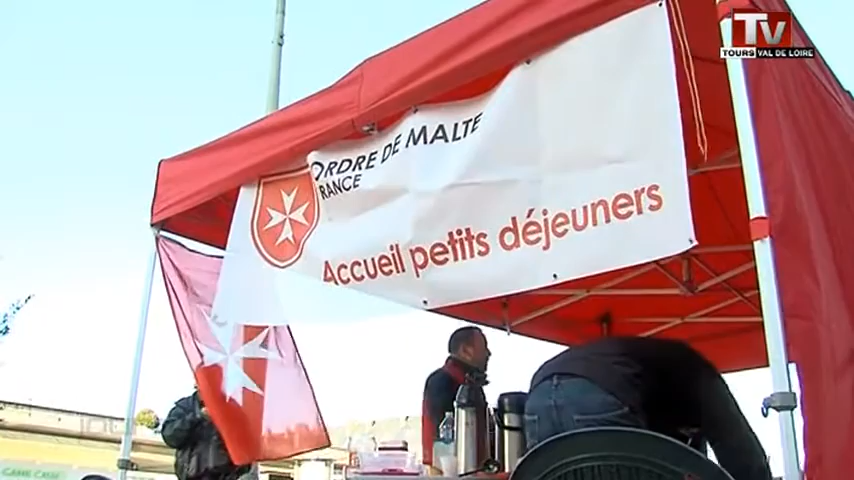 TV
TOURS VAL DE LOIRE
ORDRE DE MALTE
FRANCE
Accueil petits déjeuners